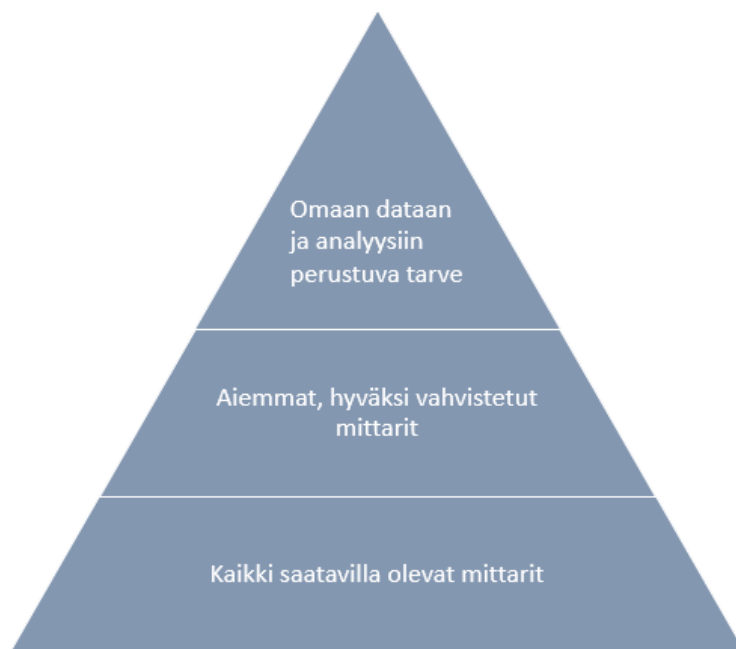 Omaan dataan
ja analyysiin
perustuva tarve
Aiemmat, hyväksi vahvistetut
mittarit
Kaikki saatavilla olevat mittarit